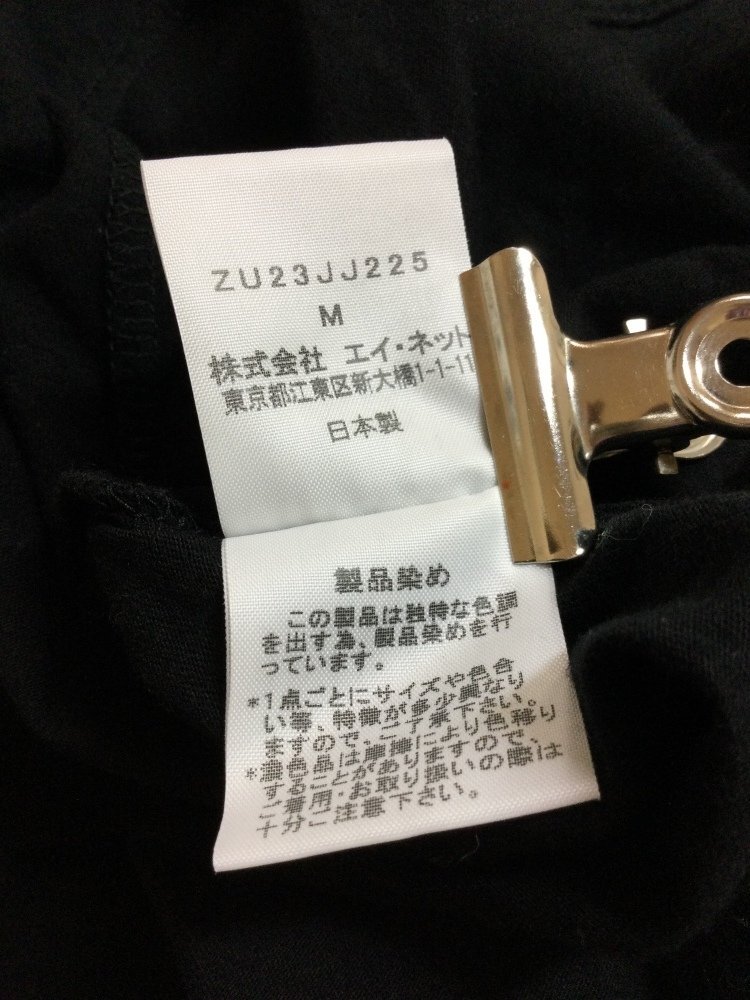 ZU23JJ225
M
株式会社 エイ・ネット
東京都江東区新大橋1-1-11
日本製
製品染め
この製品は独特な色調
を出す為、製品染めを行
っています。
*1点ごとにサイズや色合
い等、特徴が多少異なり
ますので、ご了承下さい。
*濃色品は摩擦により色移り
することがありますので、
ご着用・お取り扱いの際は
十分ご注意下さい。